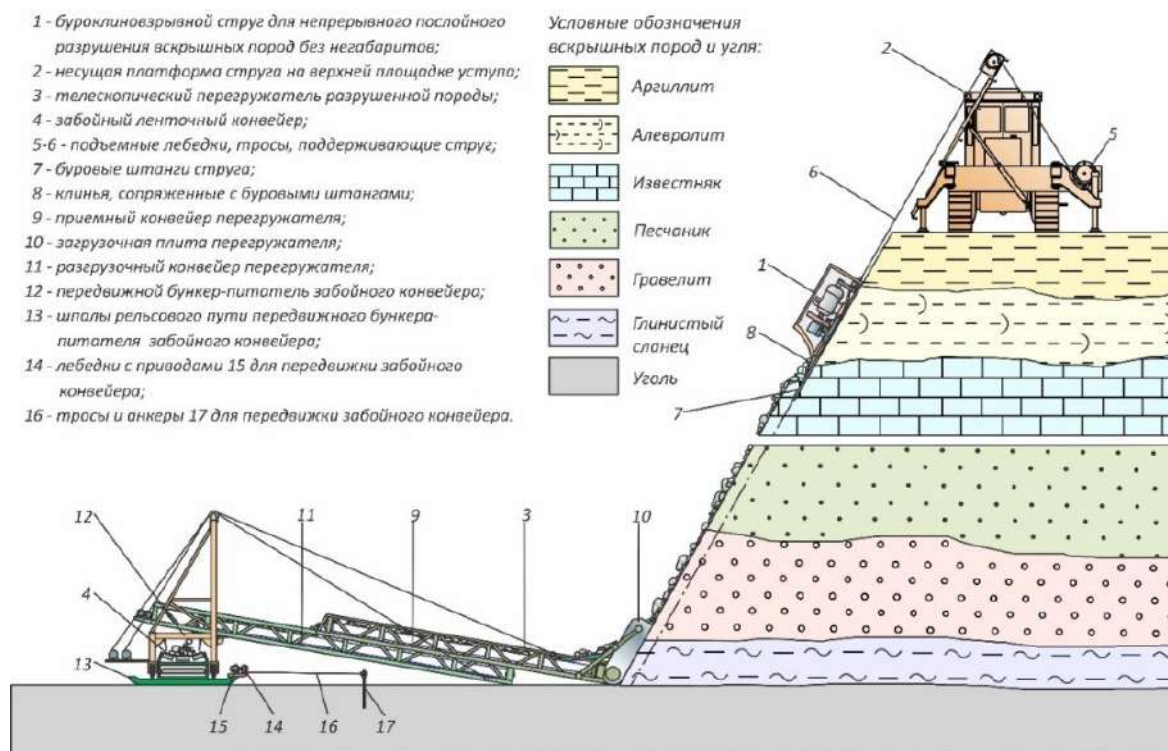 1 - буроклиновзрывной струг для непрерывного послойного
разрушения вскрышных пород без негабаритов;
2 - несущая платформа струга на верхней площадке уступа;
3 - телескопический перегружатель разрушенной породы;
4 - забойный ленточный конвейер;
5-6 - подъемные лебедки, тросы, поддерживающие струг;
7 - буровые штанги струга;
8 - клинья, сопряженные с буровыми штангами;
9 - приемный конвейер перегружателя;
10 - загрузочная плита перегружателя;
11 - разгрузочный конвейер перегружателя;
12 - передвижной бункер-питатель забойного конвейера;
13 - шпалы рельсового пути передвижного бункера-
питателя забойного конвейера;
14 - лебедки с приводами 15 для передвижки забойного
конвейера;
16 - тросы и анкеры 17 для передвижки забойного конвейера.
Условные обозначения
вскрышных пород и угля:
Аргиллит
Алевролит
Известняк
Песчаник
Гравелит
Глинистый
сланец
Уголь
2
5
6
1
8
7
12
11
9
3
10
4
13
15
14
16
17